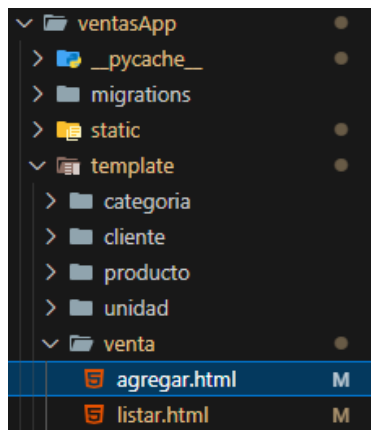 ventasApp
__pycache__
migrations
static
template
categoria
cliente
producto
unidad
venta
agregar.html M
listar.html M